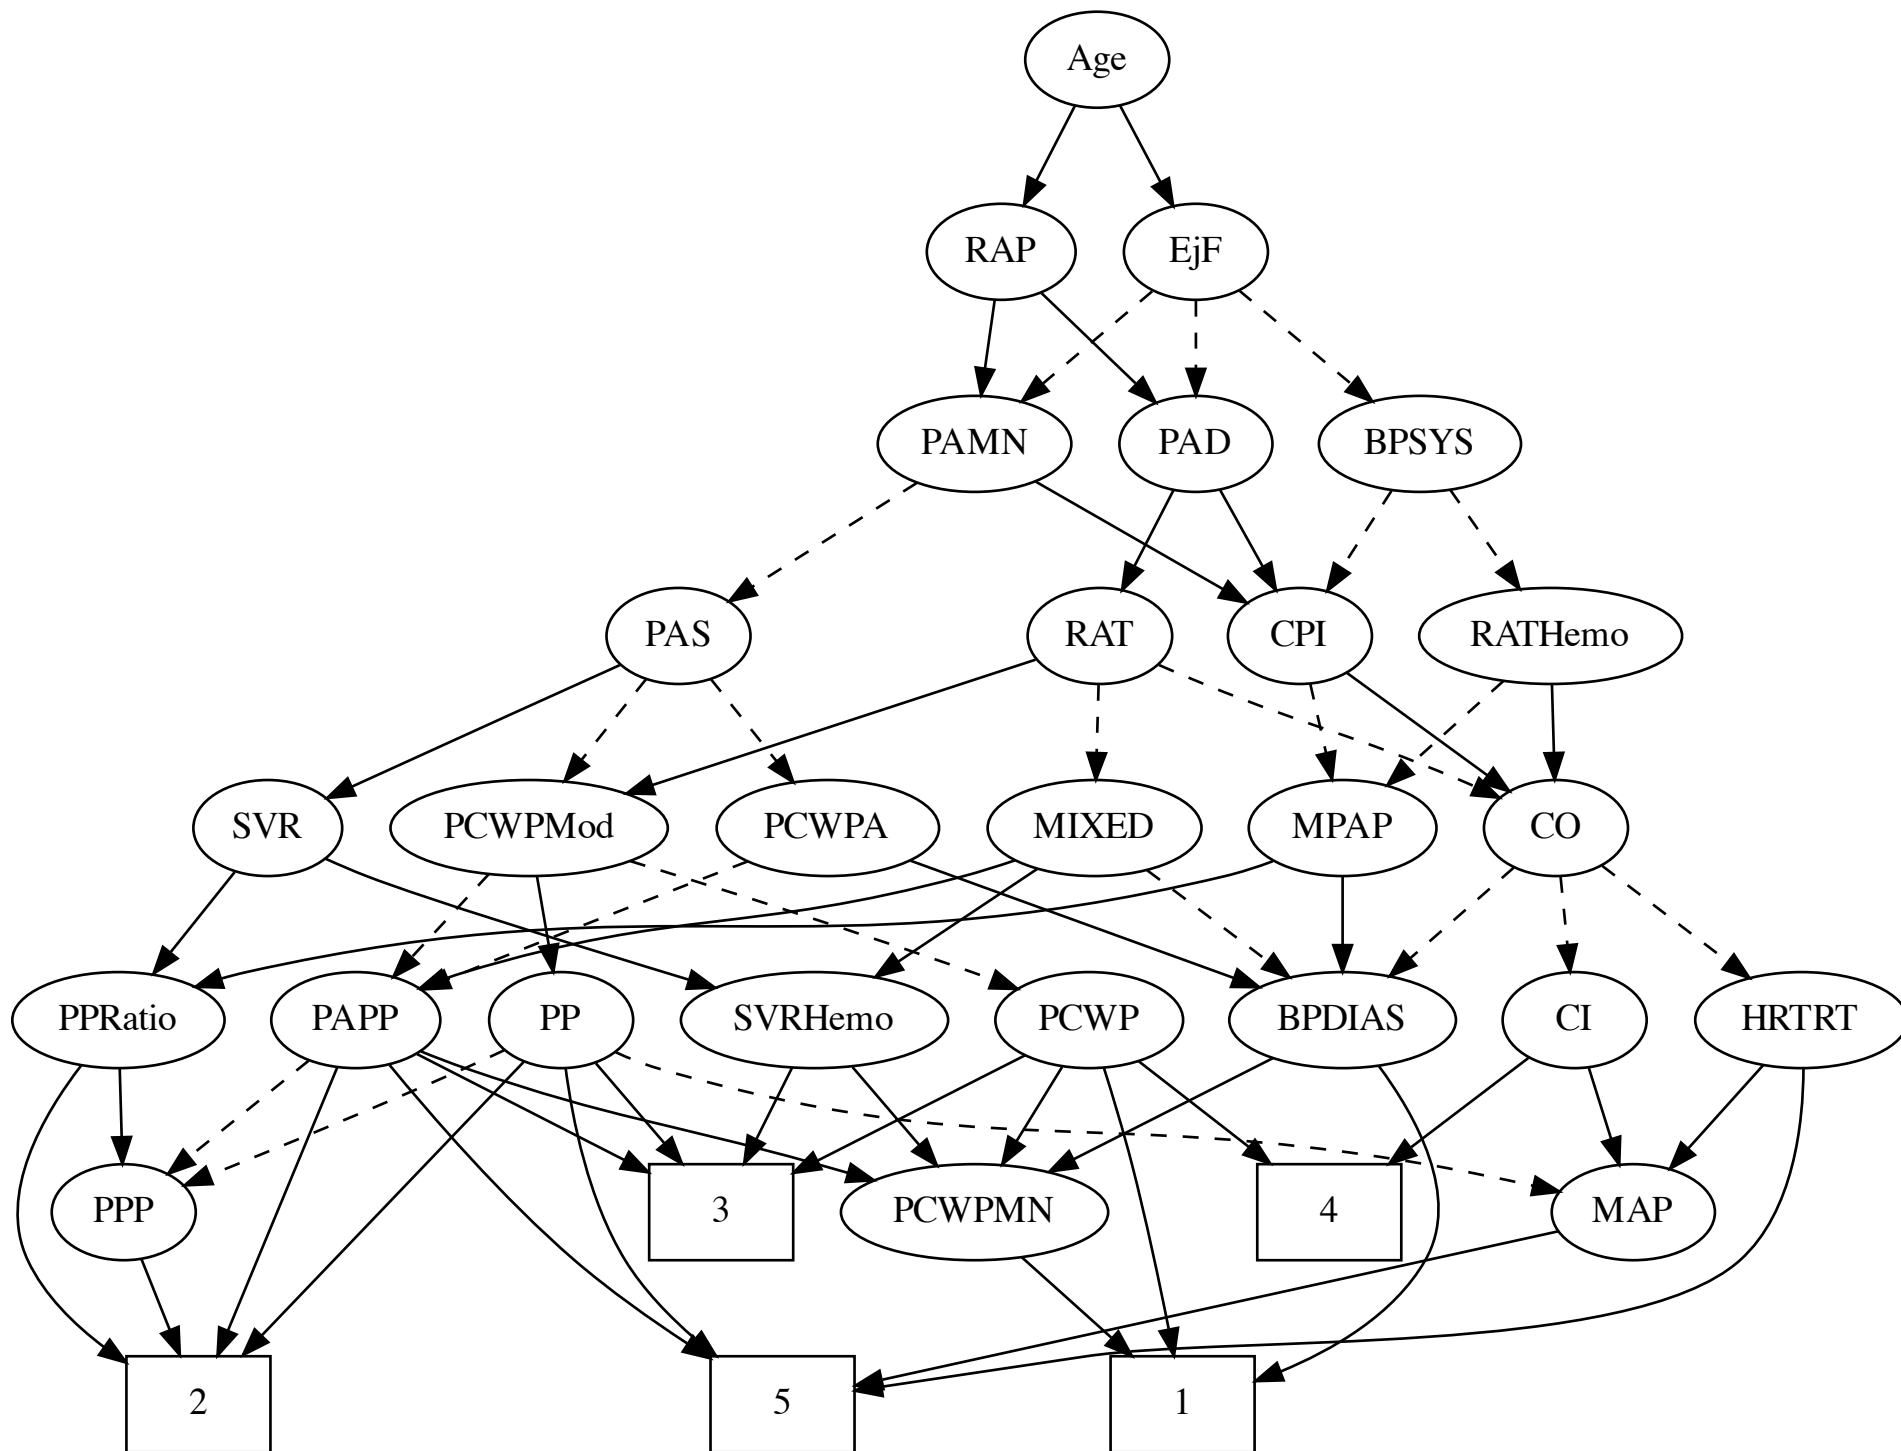 Age
RAP
EjF
PAMN
PAD
BPSYS
PAS
RAT
CPI
RATHemo
SVR
PCWPMod
PCWPA
MIXED
MPAP
CO
PPRatio
PAPP
PP
SVRHemo
PCWP
BPDIAS
CI
HRTRT
PPP
3
PCWPMN
4
MAP
2
5
1